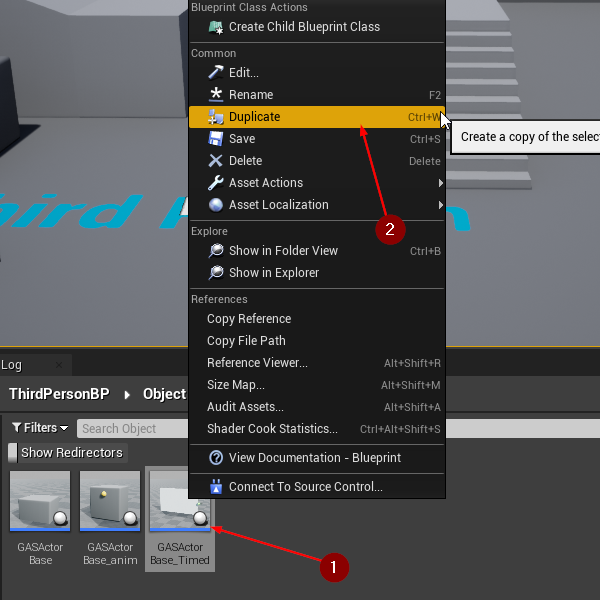 Blueprint Class Actions
Create Child Blueprint Class
Common
Edit...
Rename F2
Duplicate Ctrl+W
Create a copy of the selec
Save Ctrl+S
Delete Delete
Asset Actions
Asset Localization
2
Explore
Show in Folder View Ctrl+B
Show in Explorer
References
Copy Reference
Copy File Path
Reference Viewer... Alt+Shift+R
Size Map... Alt+Shift+M
Audit Assets... Alt+Shift+A
Shader Cook Statistics... Ctrl+Alt+Shift+S
View Documentation - Blueprint
Connect To Source Control...
Log
ThirdPersonBP Object
Filters Search Object
Show Redirectors
GASActor
Base
GASActor
Base_anim
GASActor
Base_Timed
1